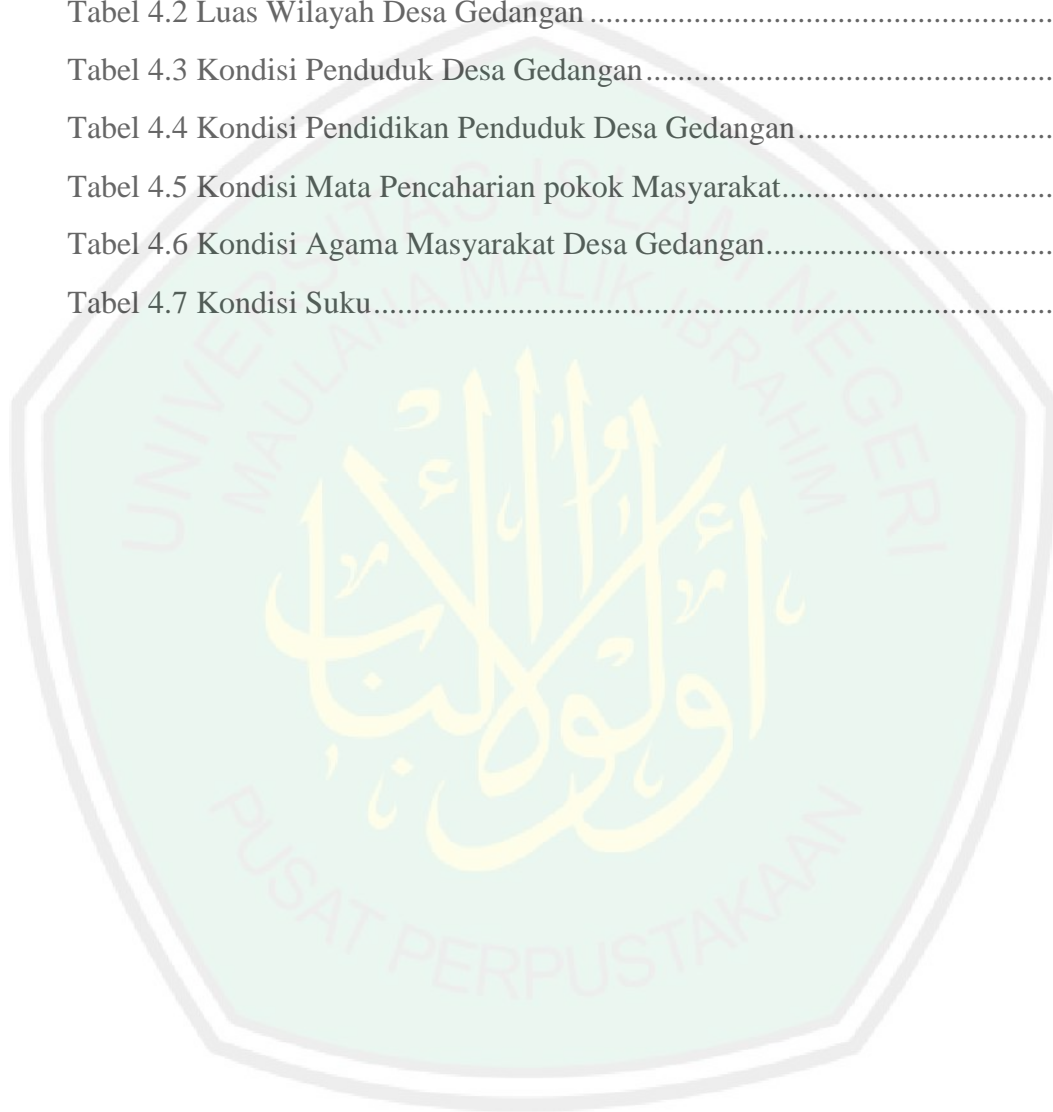 Tabel 4.2 Luas Wilayah Desa Gedangan ........................................................
Tabel 4.3 Kondisi Penduduk Desa Gedangan ..................................................
Tabel 4.4 Kondisi Pendidikan Penduduk Desa Gedangan ...............................
Tabel 4.5 Kondisi Mata Pencaharian pokok Masyarakat .................................
Tabel 4.6 Kondisi Agama Masyarakat Desa Gedangan ...................................
Tabel 4.7 Kondisi Suku ....................................................................................
UNIVERSITAS ISLAM NEGERI
MAULANA MALIK IBRAHIM
أولوا الألباب
PUSAT PERPUSTAKAAN